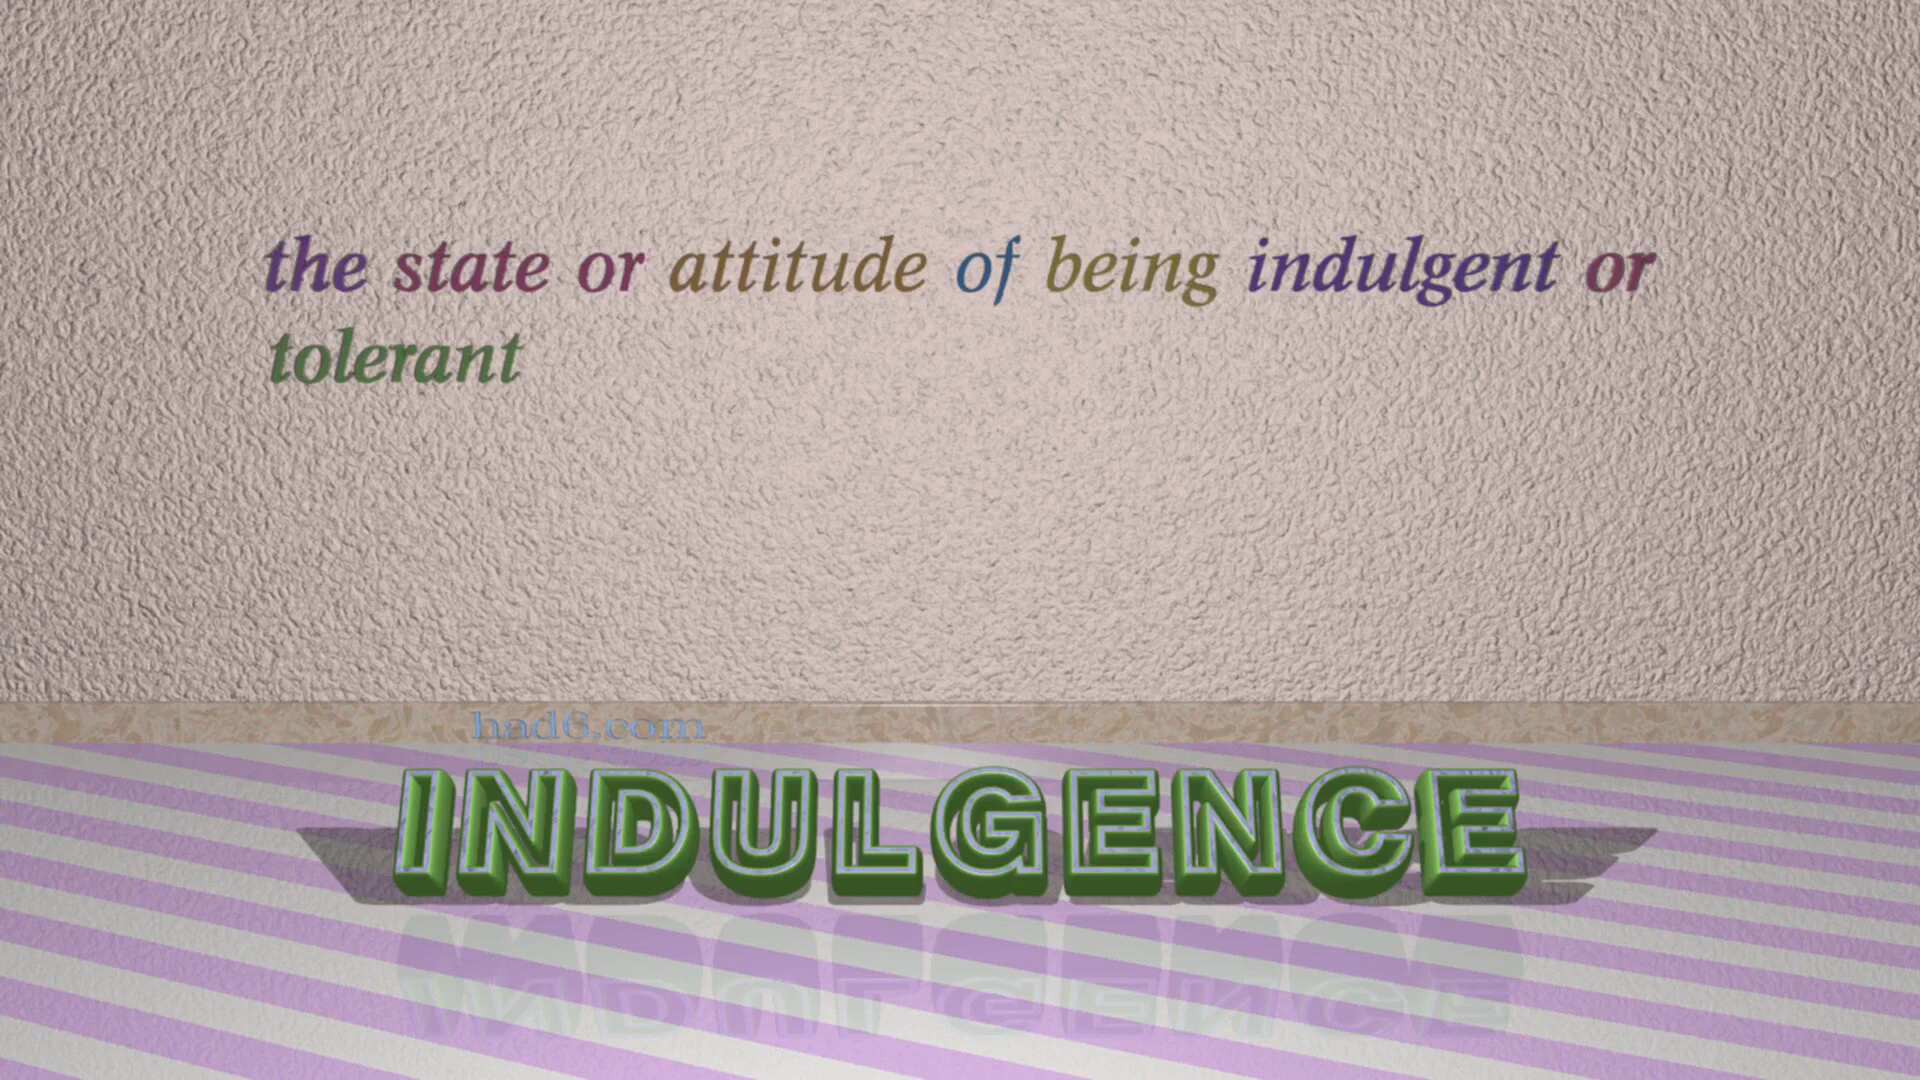 the state or attitude of being indulgent or
tolerant
had6.com
INDULGENCE